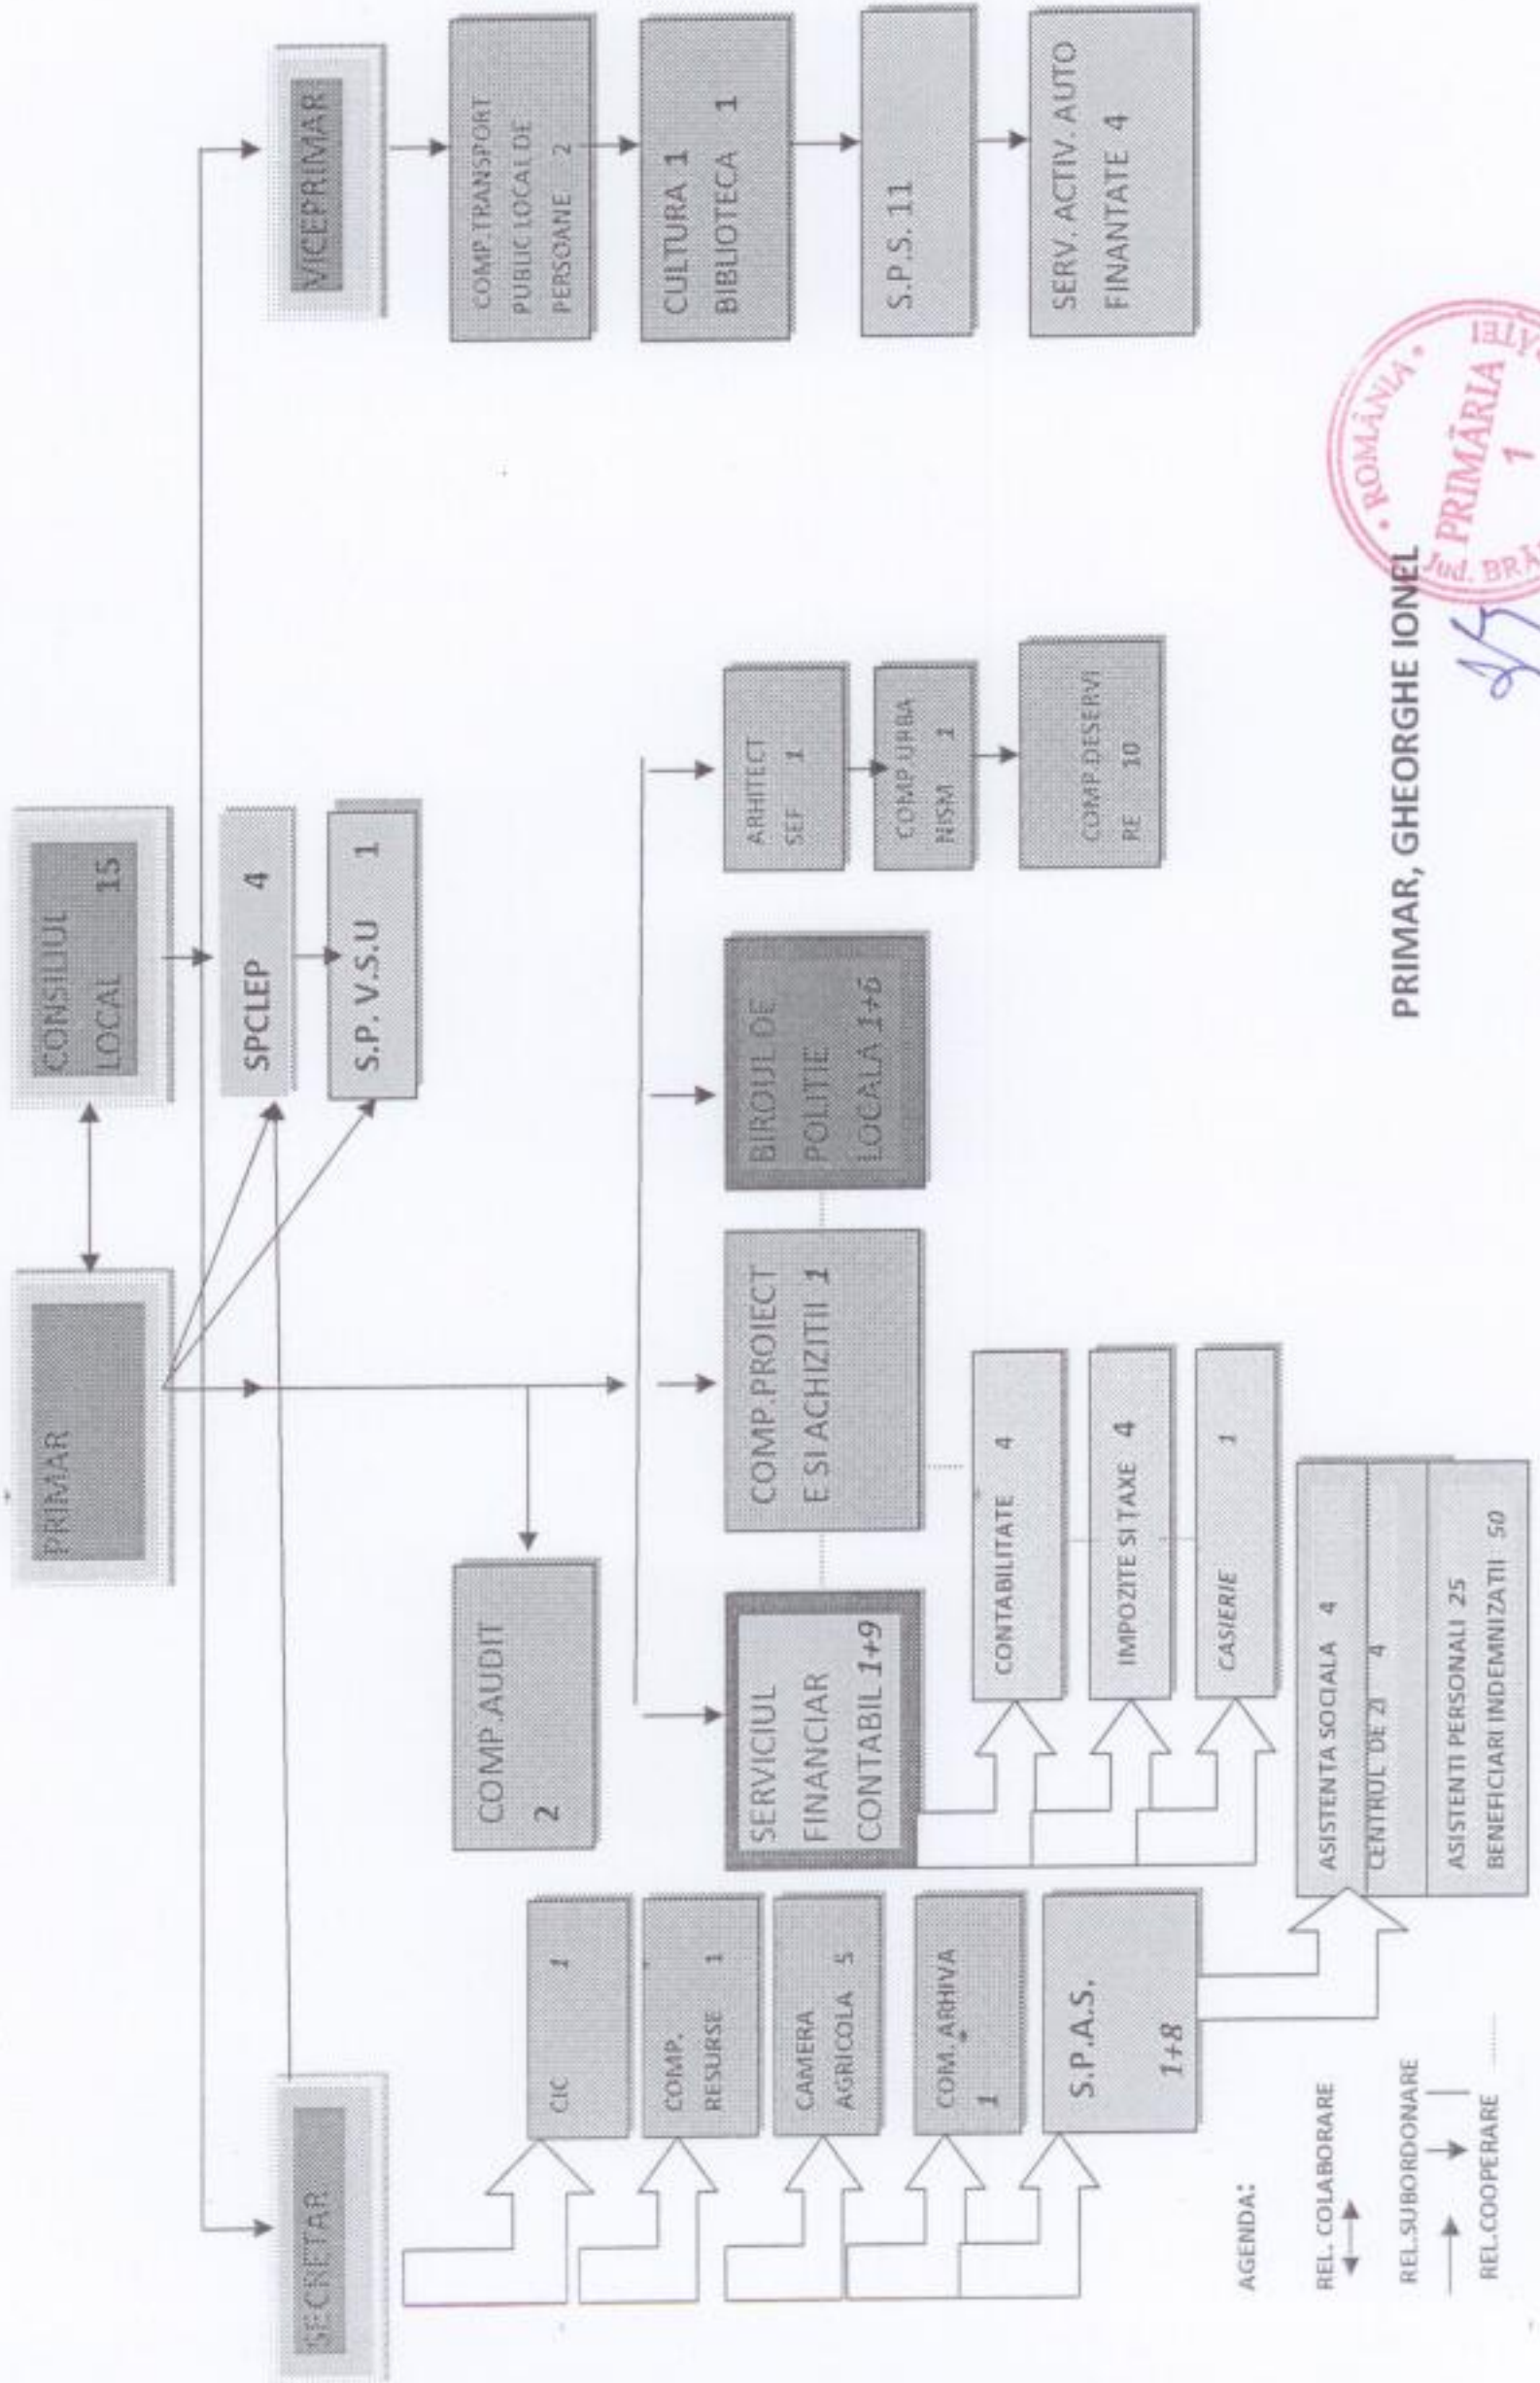 PRIMAR
CONSILIUL
LOCAL 15
SPCLEP 4
S.P. V.S.U 1
SECRETAR
VICEPRIMAR
COMP.AUDIT
2
CIC 1
COMP.
RESURSE 1
CAMERA
AGRICOLA 5
COM. ARHIVA
1
S.P.A.S.
1+8
SERVICIUL
FINANCIAR
CONTABIL 1+9
COMP.PROIECT
E SI ACHIZITII 1
BIROUL DE
POLITIE
LOCALA 1+6
ARHITECT
SEF 1
COMP.URBA
NISM 1
COMP.DESERVI
RE 10
COMP.TRANSPORT
PUBLIC LOCAL DE
PERSOANE 2
CULTURA 1
BIBLIOTECA 1
S.P.S. 11
SERV. ACTIV. AUTO
FINANTATE 4
CONTABILITATE 4
IMPOZITE SI TAXE 4
CASIERIE 1
ASISTENTA SOCIALA 4
CENTRUL DE ZI 4
ASISTENTI PERSONALI 25
BENEFICIARI INDEMNIZATII 50
AGENDA:
REL. COLABORARE
REL.SUBORDONARE
REL.COOPERARE
PRIMAR, GHEORGHE IONEL
• ROMÂNIA •
PRIMĂRIA
1
Jud.